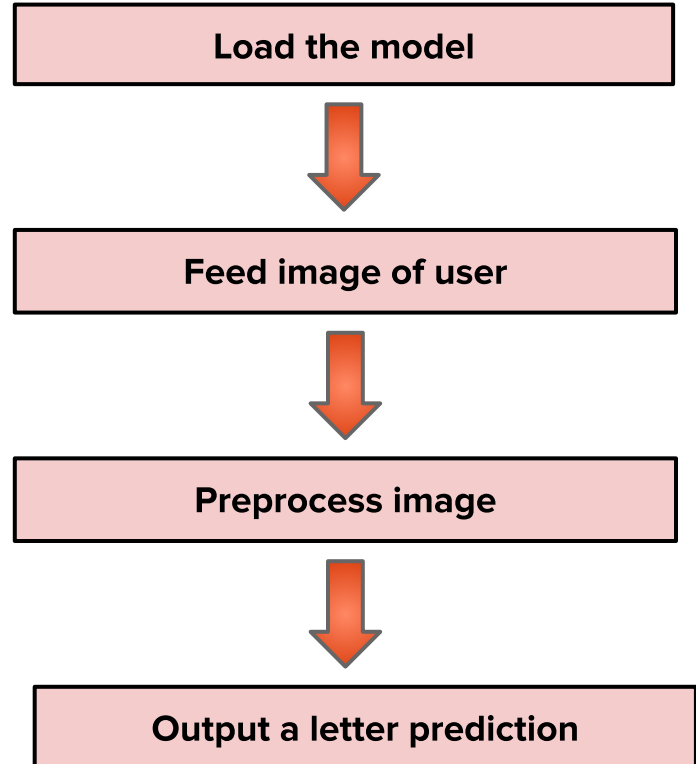 Load the model
Feed image of user
Preprocess image
Output a letter prediction